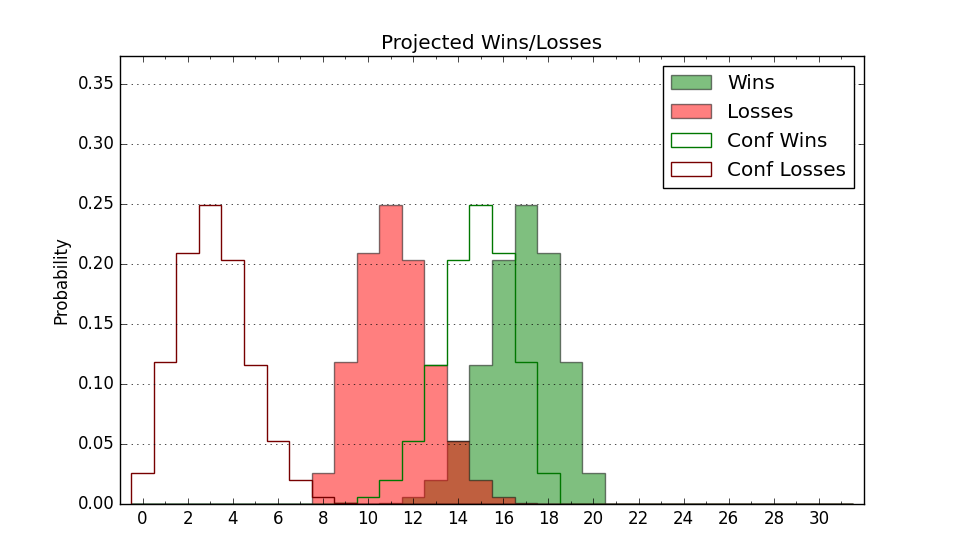 Projected Wins/Losses
Probability
0.35
0.30
0.25
0.20
0.15
0.10
0.05
0.00
Wins
Losses
Conf Wins
Conf Losses
0 2 4 6 8 10 12 14 16 18 20 22 24 26 28 30